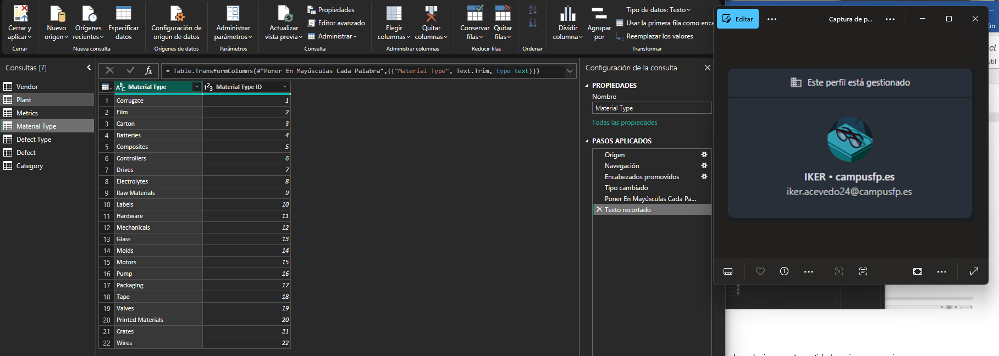 Cerrar y aplicar
Cerrar
Nuevo origen
Orígenes recientes
Especificar datos
Nueva consulta
Configuración de origen de datos
Orígenes de datos
Administrar parámetros
Parámetros
Actualizar vista previa
Propiedades
Editor avanzado
Administrar
Consulta
Elegir columnas
Quitar columnas
Administrar columnas
Conservar filas
Quitar filas
Reducir filas
Ordenar
Dividir columna
Agrupar por
Tipo de datos: Texto
Usar la primera fila como enca
Reemplazar los valores
Transformar
Consultas [7]
Vendor
Plant
Metrics
Material Type
Defect Type
Defect
Category
fx
= Table.TransformColumns(#"Poner En Mayúsculas Cada Palabra",{{"Material Type", Text.Trim, type text}})
ABC Material Type 123 Material Type ID
1 Corrugate 1
2 Film 2
3 Carton 3
4 Batteries 4
5 Composites 5
6 Controllers 6
7 Drives 7
8 Electrolytes 8
9 Raw Materials 9
10 Labels 10
11 Hardware 11
12 Mechanicals 12
13 Glass 13
14 Molds 14
15 Motors 15
16 Pump 16
17 Packaging 17
18 Tape 18
19 Valves 19
20 Printed Materials 20
21 Crates 21
22 Wires 22
Configuración de la consulta
PROPIEDADES
Nombre
Material Type
Todas las propiedades
PASOS APLICADOS
Origen
Navegación
Encabezados promovidos
Tipo cambiado
Poner En Mayúsculas Cada Pa...
Texto recortado
Editar
Captura de p...
Este perfil está gestionado
IKER • campusfp.es
iker.acevedo24@campusfp.es